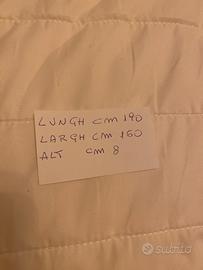 LUNGH CM 190
LARGH CM 160
ALT CM 8
subito